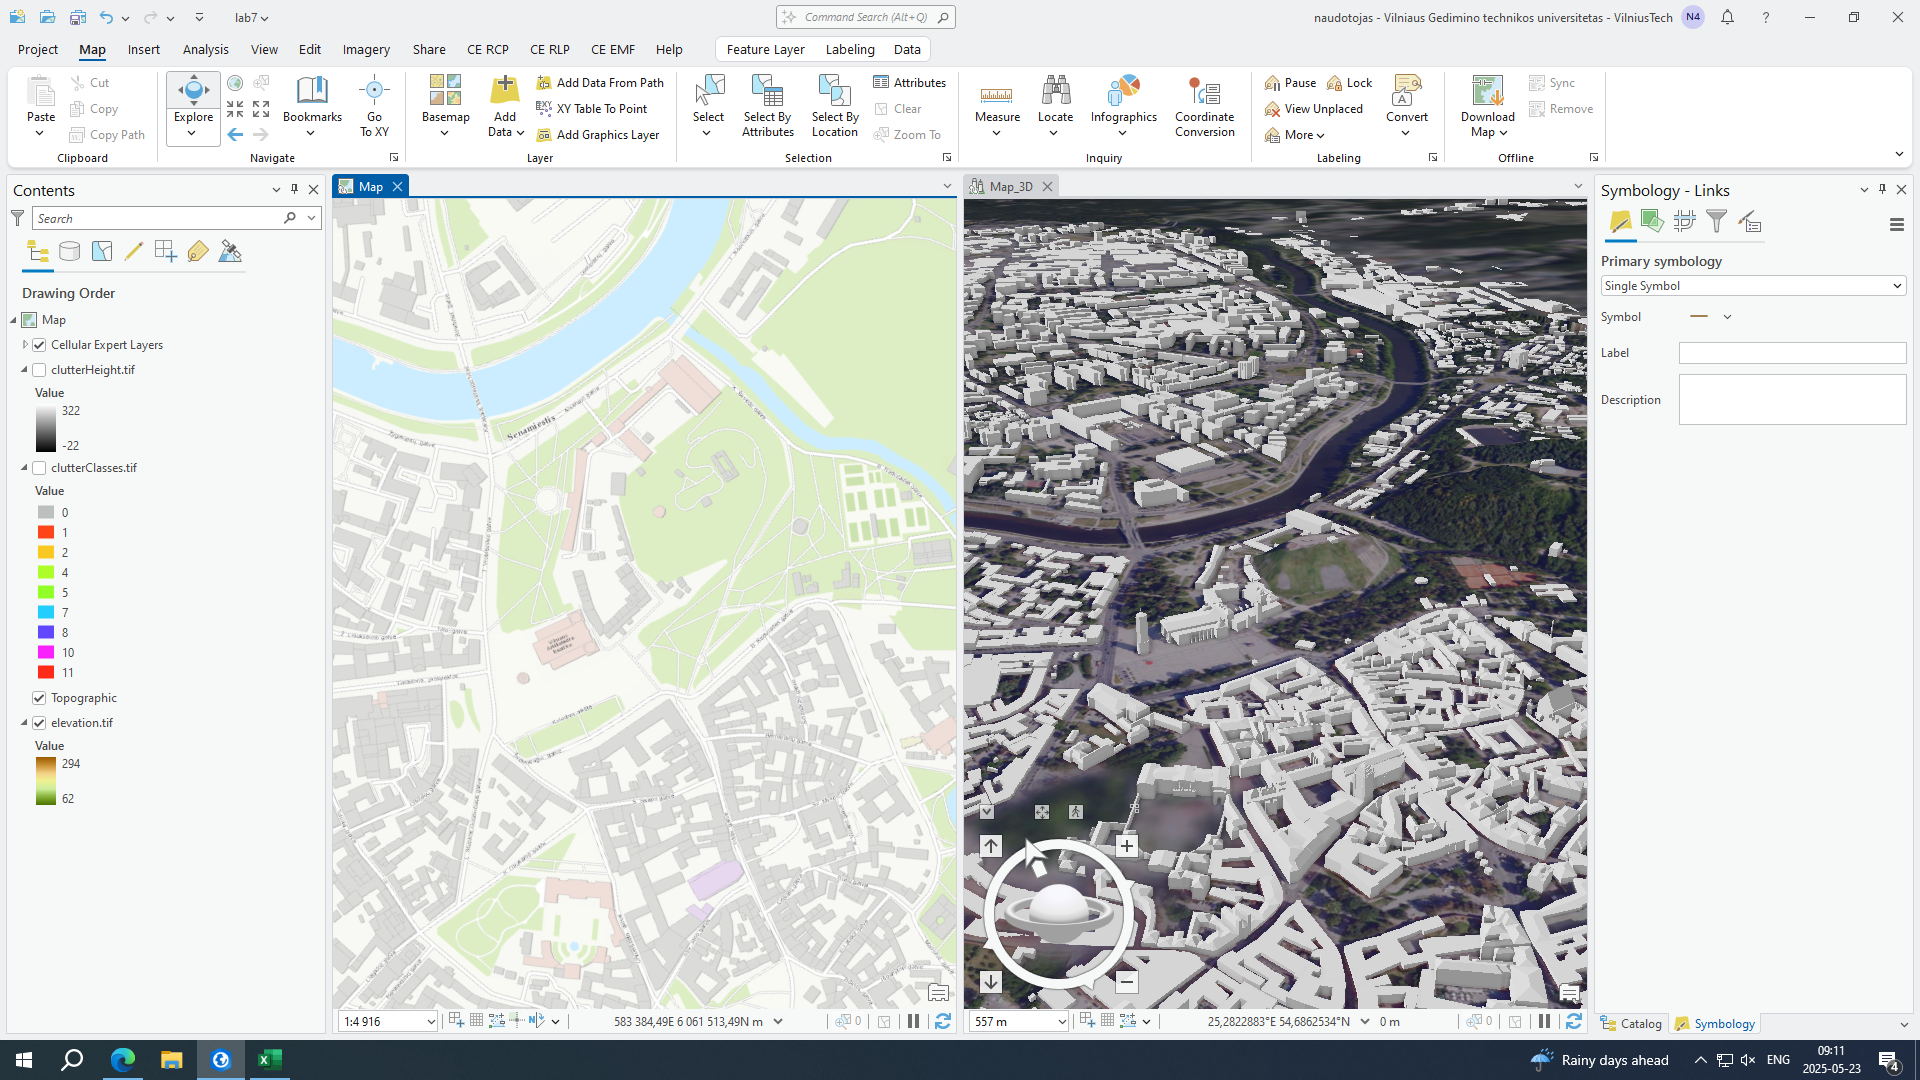 lab7
Command Search (Alt+Q)
naudotojas - Vilniaus Gedimino technikos universitetas - VilniusTech
N4
?
Project
Map
Insert
Analysis
View
Edit
Imagery
Share
CE RCP
CE RLP
CE EMF
Help
Feature Layer
Labeling
Data
Paste
Cut
Copy
Copy Path
Clipboard
Explore
Bookmarks
Go
To XY
Navigate
Basemap
Add
Data
Add Data From Path
XY Table To Point
Add Graphics Layer
Layer
Select
Select By
Attributes
Select By
Location
Attributes
Clear
Zoom To
Selection
Measure
Locate
Infographics
Coordinate
Conversion
Inquiry
Pause
Lock
View Unplaced
More
Convert
Labeling
Download
Map
Sync
Remove
Offline
Contents
Search
Drawing Order
Map
Cellular Expert Layers
clutterHeight.tif
Value
322
-22
clutterClasses.tif
Value
0
1
2
4
5
7
8
10
11
Topographic
elevation.tif
Value
294
62
Map
Senamiestis
1:4 916
583 384,49E 6 061 513,49N m
0
Map_3D
557 m
25,2822883°E 54,6862534°N
0 m
0
Symbology - Links
Primary symbology
Single Symbol
Symbol
Label
Description
Catalog
Symbology
Rainy days ahead
ENG
09:11
2025-05-23
4